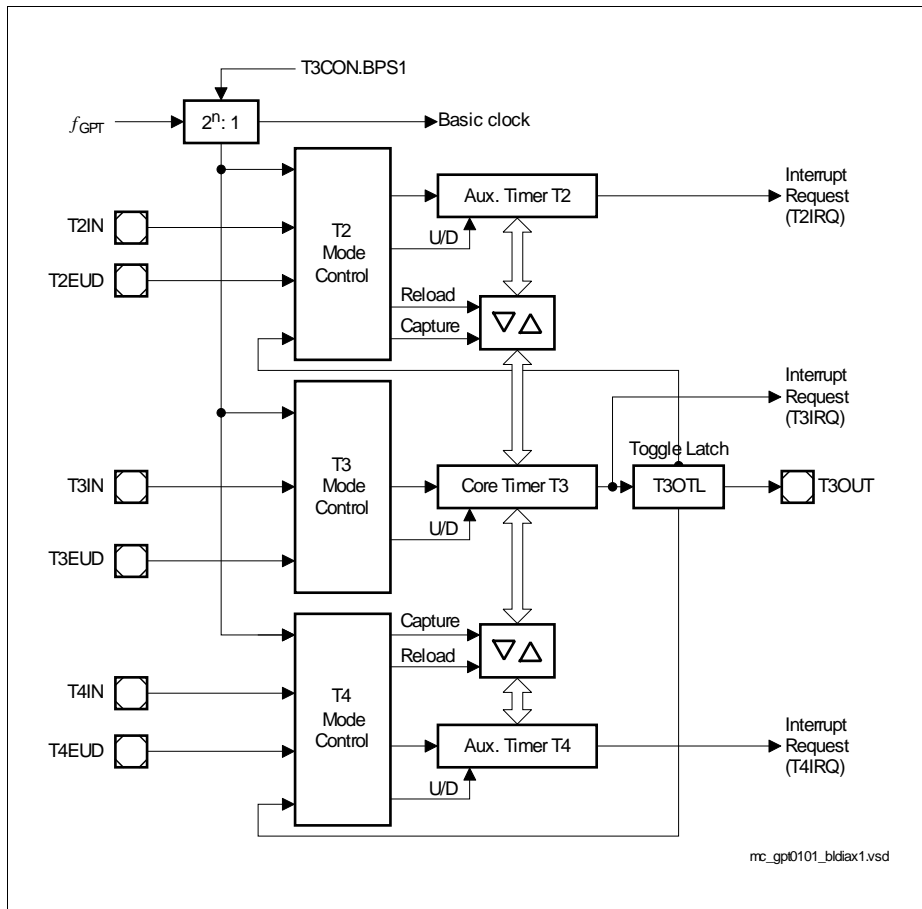 T3CON.BPS1
fGPT
2n: 1
Basic clock
T2IN
T2EUD
T2
Mode
Control
U/D
Reload
Capture
Aux. Timer T2
Interrupt
Request
(T2IRQ)
T3IN
T3EUD
T3
Mode
Control
U/D
Core Timer T3
Toggle Latch
T3OTL
T3OUT
Interrupt
Request
(T3IRQ)
T4IN
T4EUD
T4
Mode
Control
Capture
Reload
U/D
Aux. Timer T4
Interrupt
Request
(T4IRQ)
mc_gpt0101_bldiax1.vsd